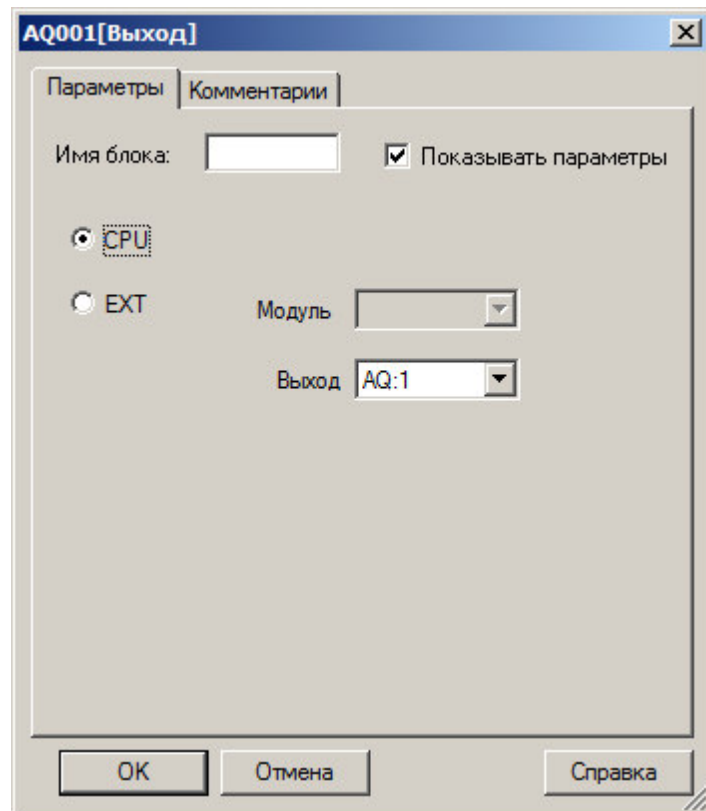 AQ001[Выход]
Параметры Комментарии
Имя блока: Показывать параметры
CPU
EXT Модуль
Выход AQ:1
OK Отмена Справка